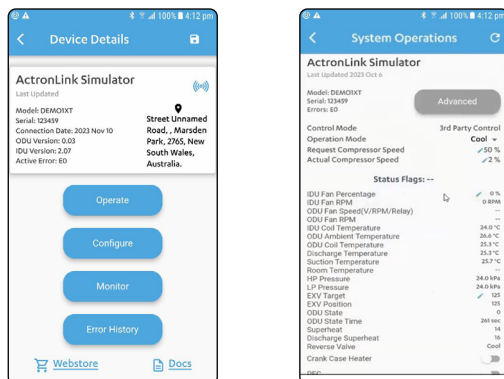 100% 4:12 pm
Device Details
ActronLink Simulator
Last Updated
Model: DEMO1XT
Serial: 123459
Connection Date: 2023 Nov 10
ODU Version: 0.03
IDU Version: 2.07
Active Error: E0
Street Unnamed
Road, , Marsden
Park, 2765, New
South Wales,
Australia.
Operate
Configure
Monitor
Error History
Webstore
Docs
100% 4:12 pm
System Operations
ActronLink Simulator
Last Updated 2023 Oct 6
Model: DEMO1XT
Serial: 123459
Errors: E0
Advanced
Control Mode 3rd Party Control
Operation Mode Cool
Request Compressor Speed 50 %
Actual Compressor Speed 2 %
Status Flags: --
IDU Fan Percentage 0 %
IDU Fan RPM 0 RPM
ODU Fan Speed(V/RPM/Relay) --
ODU Fan RPM --
IDU Coil Temperature 24.0 °C
ODU Ambient Temperature 26.6 °C
ODU Coil Temperature 25.3 °C
Discharge Temperature 25.3 °C
Suction Temperature 25.7 °C
Room Temperature --
HP Pressure 24.0 kPa
LP Pressure 24.0 kPa
EXV Target 125
EXV Position 125
ODU State 0
ODU State Time 261 sec
Superheat 14
Discharge Superheat 16
Reverse Valve Cool
Crank Case Heater